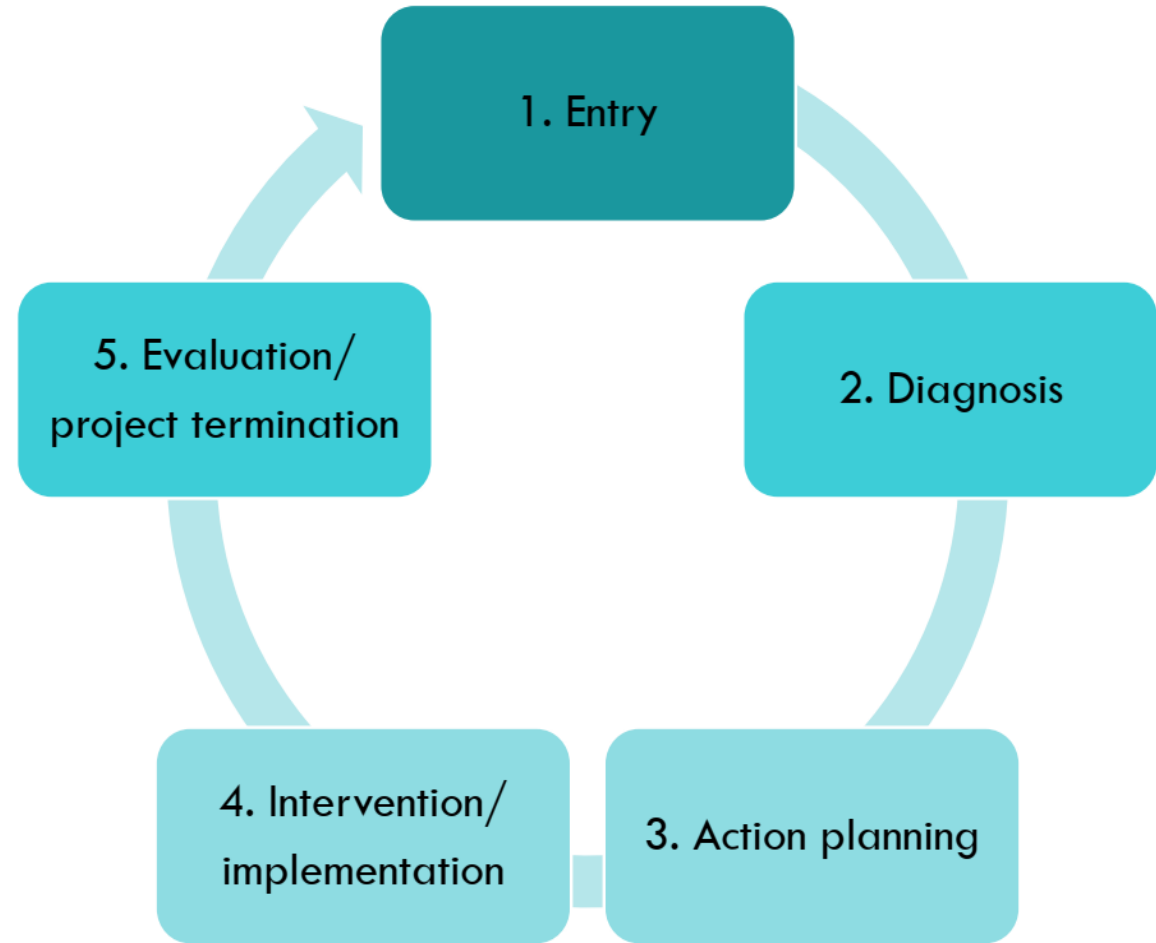 1. Entry
2. Diagnosis
3. Action planning
4. Intervention/
implementation
5. Evaluation/
project termination